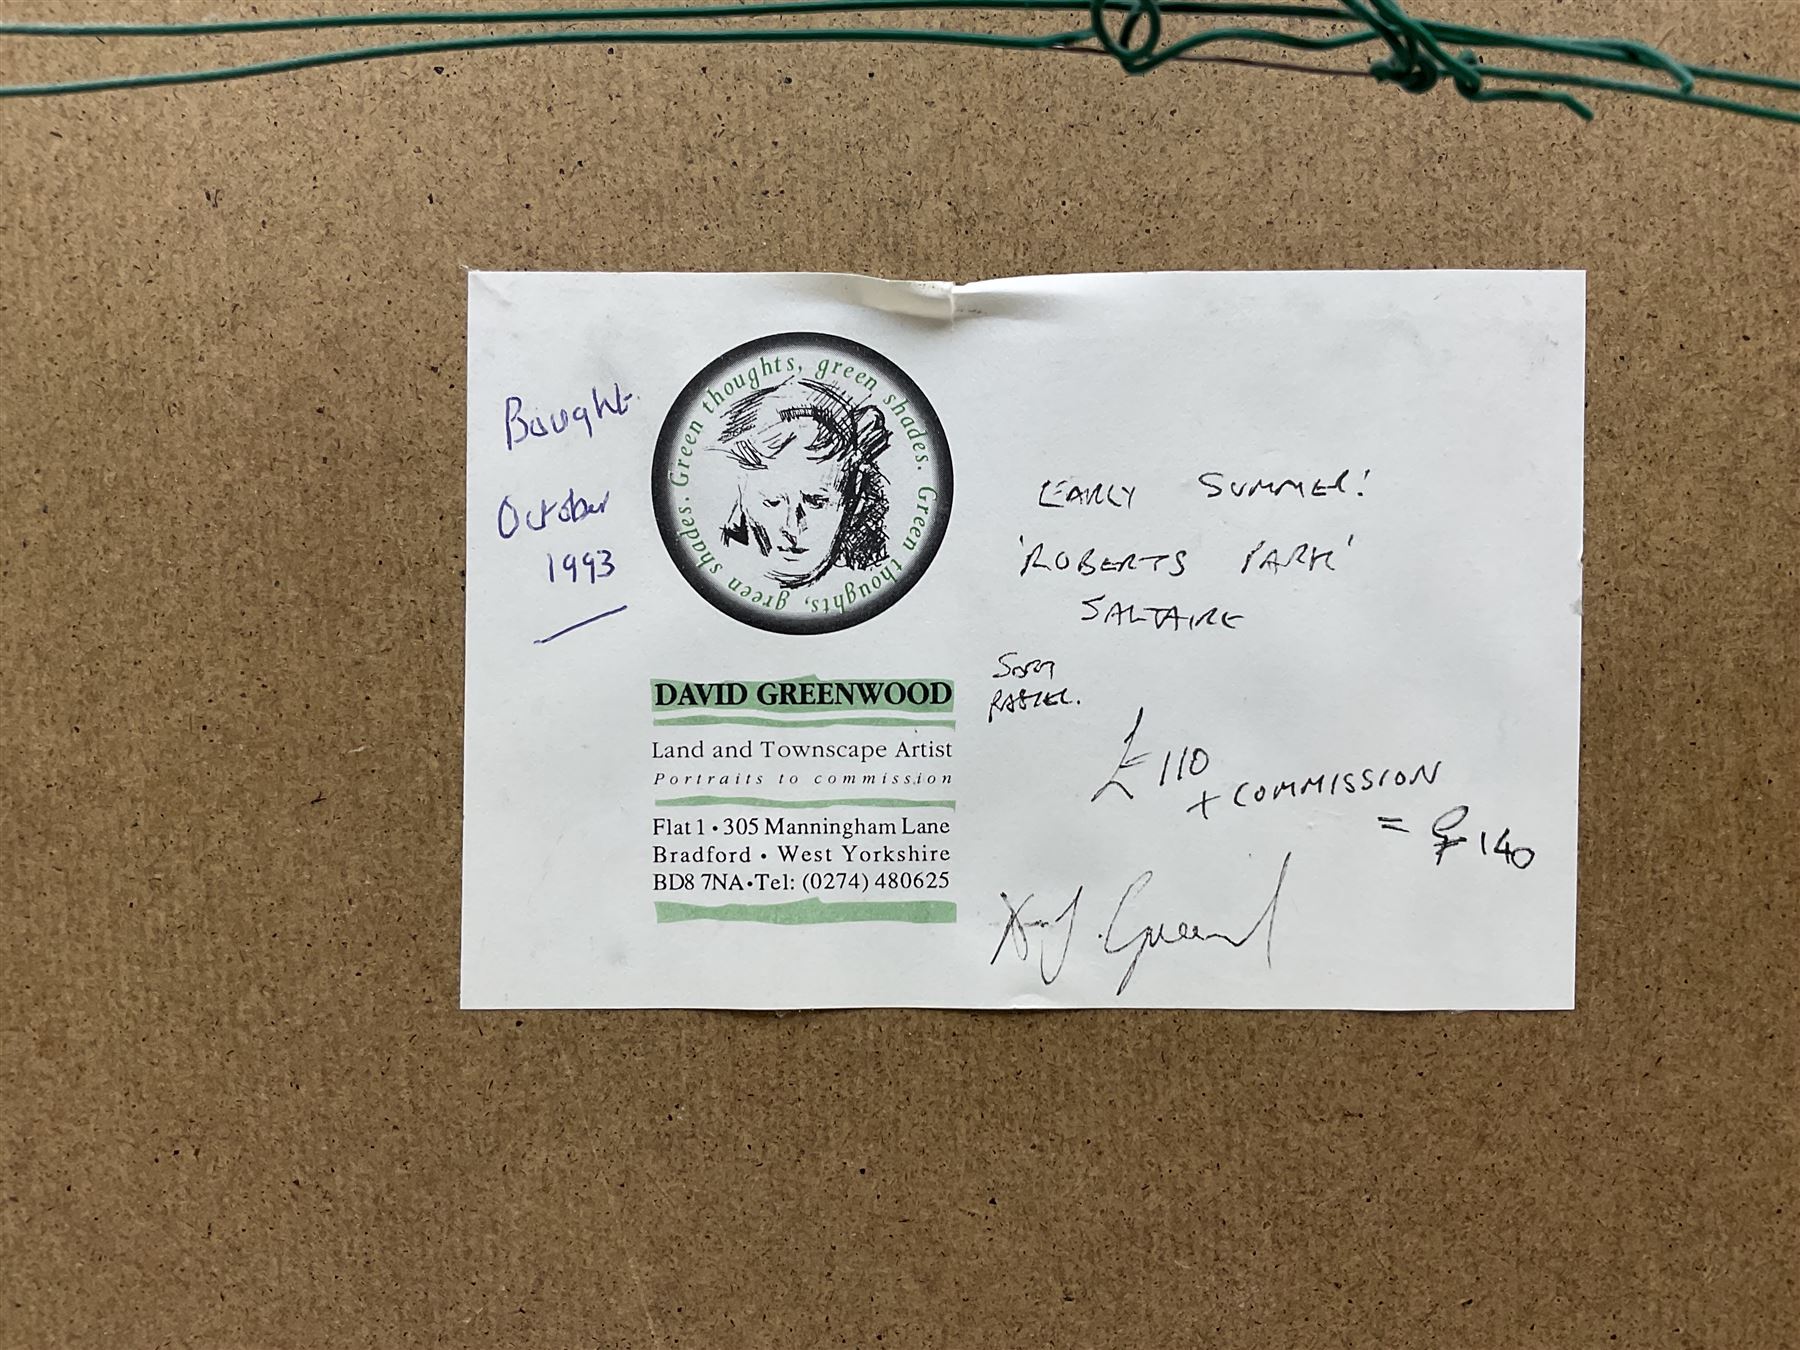 Bought
October
1993
Green thoughts, green shades. Green thoughts, green shades.
DAVID GREENWOOD
Land and Townscape Artist
Portraits to commission
Flat 1 • 305 Manningham Lane
Bradford • West Yorkshire
BD8 7NA • Tel: (0274) 480625
EARLY SUMMER!
'ROBERTS PARK'
SALTAIRE
SOFT
PASTEL.
£110
+ COMMISSION
= £140